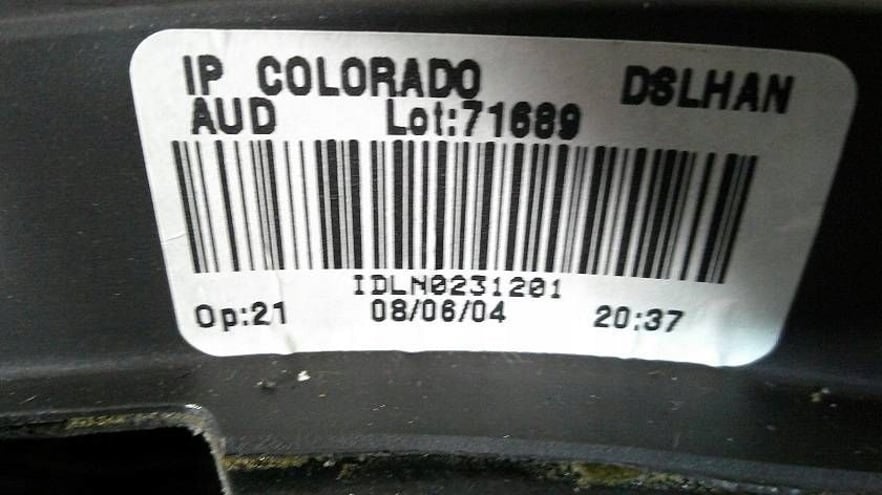 IP COLORADO DSLHAN
AUD Lot:71689
IDLN0231201
Op:21 08/06/04 20:37